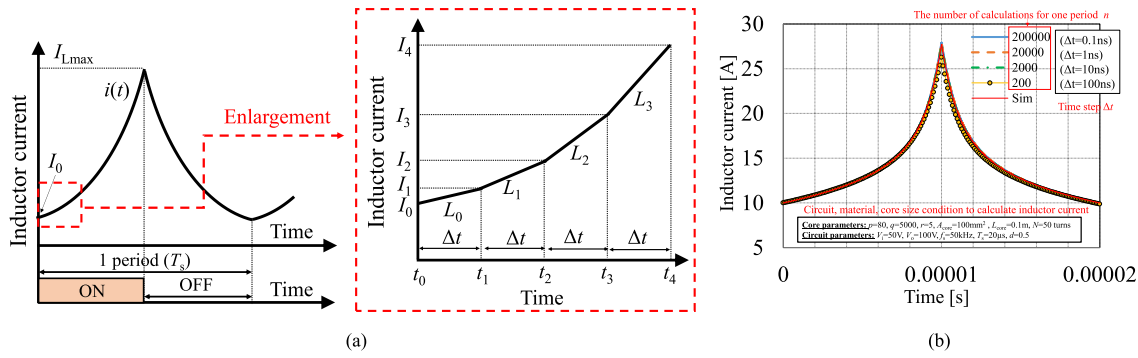 (a)
Inductor current
I_Lmax
i(t)
I_0
Enlargement
Time
1 period (T_s)
ON
OFF
Time
Inductor current
I_4
I_3
I_2
I_1
I_0
L_0
L_1
L_2
L_3
Δt
Δt
Δt
Δt
t_0
t_1
t_2
t_3
t_4
Time
(a)
The number of calculations for one period n
Inductor current [A]
30
25
20
15
10
5
200000
20000
2000
200
Sim
(Δt=0.1ns)
(Δt=1ns)
(Δt=10ns)
(Δt=100ns)
Time step Δt
Circuit, material, core size condition to calculate inductor current
Core parameters: p=80, q=5000, r=5, A_core=100mm², L_core=0.1m, N=50 turns
Circuit parameters: V_i=50V, V_o=100V, f_s=50kHz, T_s=20μs, d=0.5
0
0.00001
0.00002
Time [s]
(b)